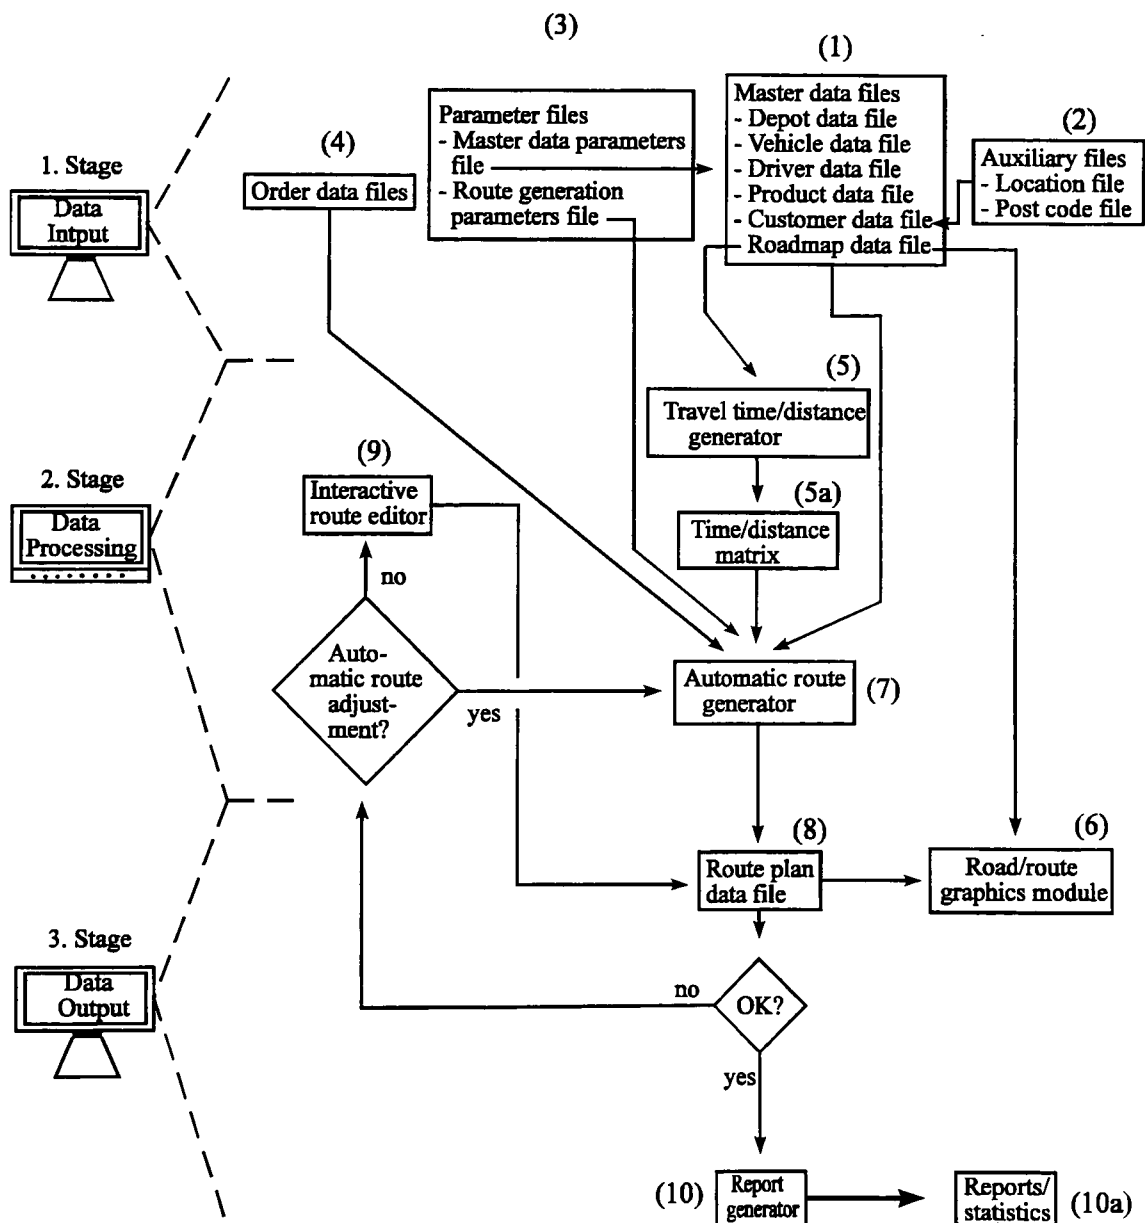 (3)
(1)
Master data files
- Depot data file
- Vehicle data file
- Driver data file
- Product data file
- Customer data file
Roadmap data file
Parameter files
- Master data parameters
file
- Route generation
parameters file
(2)
Auxiliary files
- Location file
- Post code file
(4)
Order data files
1. Stage
Data
Intput
(5)
Travel time/distance
generator
(5a)
Time/distance
matrix
(9)
Interactive
route editor
2. Stage
Data
Processing
no
Auto-
matic route
adjust-
ment?
yes
Automatic route
generator
(7)
(8)
Route plan
data file
(6)
Road/route
graphics module
3. Stage
Data
Output
no
OK?
yes
(10)
Report
generator
Reports/
statistics
(10a)